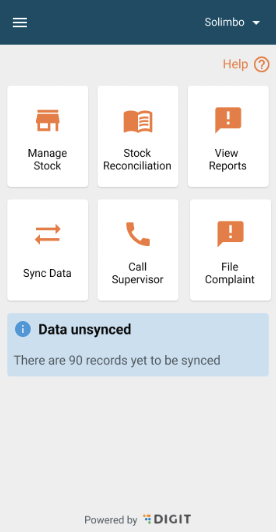 Solimbo
Help
Manage
Stock
Stock
Reconciliation
View
Reports
Sync Data
Call
Supervisor
File
Complaint
Data unsynced
There are 90 records yet to be synced
Powered by DIGIT